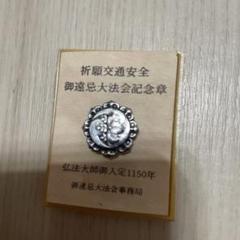 祈願交通安全
御遠忌大法会記念章
弘法大師御入定1150年
御遠忌大法会事務局